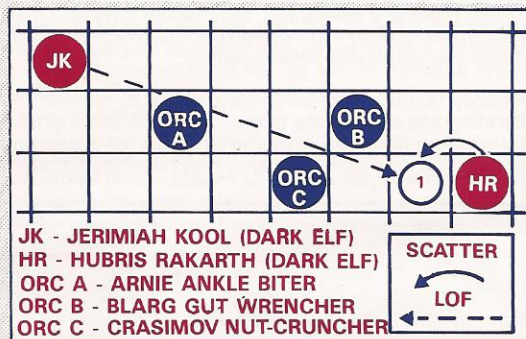 JK
ORC
A
ORC
B
ORC
C
1
HR
JK - JERIMIAH KOOL (DARK ELF)
HR - HUBRIS RAKARTH (DARK ELF)
ORC A - ARNIE ANKLE BITER
ORC B - BLARG GUT WRENCHER
ORC C - CRASIMOV NUT-CRUNCHER
SCATTER
LOF